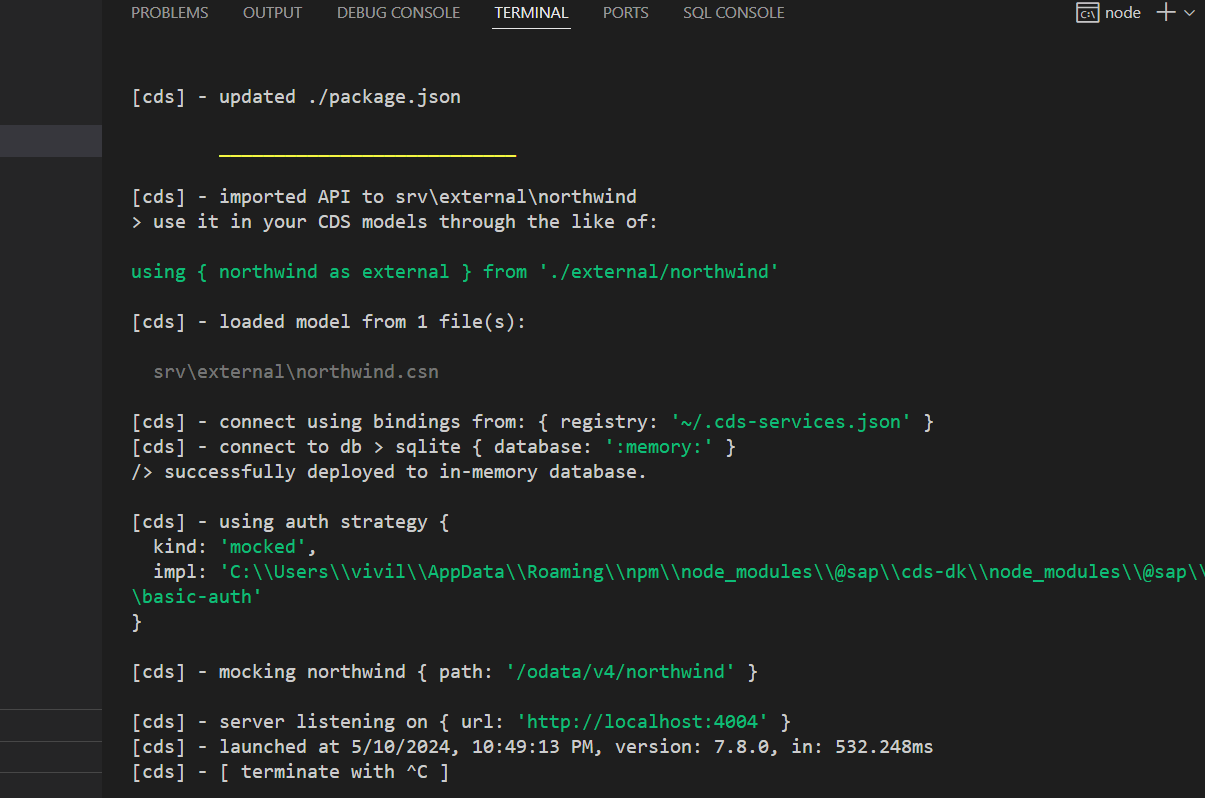 PROBLEMS OUTPUT DEBUG CONSOLE TERMINAL PORTS SQL CONSOLE node
[cds] - updated ./package.json
[cds] - imported API to srv\external\northwind
> use it in your CDS models through the like of:
using { northwind as external } from './external/northwind'
[cds] - loaded model from 1 file(s):
srv\external\northwind.csn
[cds] - connect using bindings from: { registry: '~/.cds-services.json' }
[cds] - connect to db > sqlite { database: ':memory:' }
/> successfully deployed to in-memory database.
[cds] - using auth strategy {
kind: 'mocked',
impl: 'C:\\Users\\vivil\\AppData\\Roaming\\npm\\node_modules\\@sap\\cds-dk\\node_modules\\@sap\\
\basic-auth'
}
[cds] - mocking northwind { path: '/odata/v4/northwind' }
[cds] - server listening on { url: 'http://localhost:4004' }
[cds] - launched at 5/10/2024, 10:49:13 PM, version: 7.8.0, in: 532.248ms
[cds] - [ terminate with ^C ]